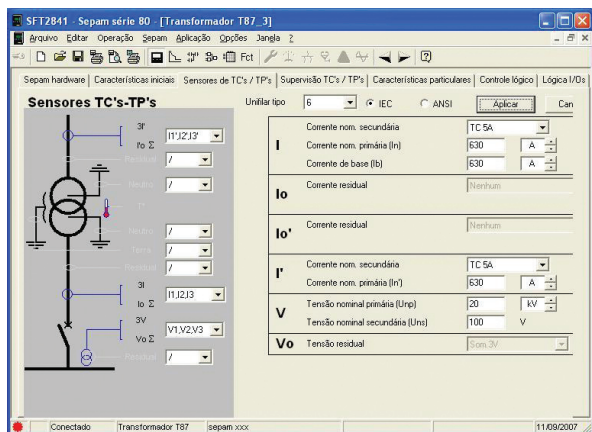 SFT2841 - Sepam série 80 - [Transformador T87_3]
Arquivo Editar Operação Sepam Aplicação Opções Janela ?
Fct
Sepam hardware Características iniciais Sensores de TC's / TP's Supervisão TC's / TP's Características particulares Controle lógico Lógica I/Os
Sensores TC's-TP's
Unifilar tipo 6 IEC ANSI Aplicar Can
3I'
I'o Σ
I1',I2',I3'
Residual /
Neutro /
1°
Neutro /
Terra /
Residual /
3I
Io Σ
I1,I2,I3
3V
Vo Σ
V1,V2,V3
Residual /
I
Corrente nom. secundária TC 5A
Corrente nom. primária (In) 630 A
Corrente de base (Ib) 630 A
Io
Corrente residual Nenhum
Io'
Corrente residual Nenhum
I'
Corrente nom. secundária TC 5A
Corrente nom. primária (In') 630 A
V
Tensão nominal primária (Unp) 20 kV
Tensão nominal secundária (Uns) 100 V
Vo
Tensão residual Som 3V
Conectado Transformador T87 sepam xxx 11/09/2007